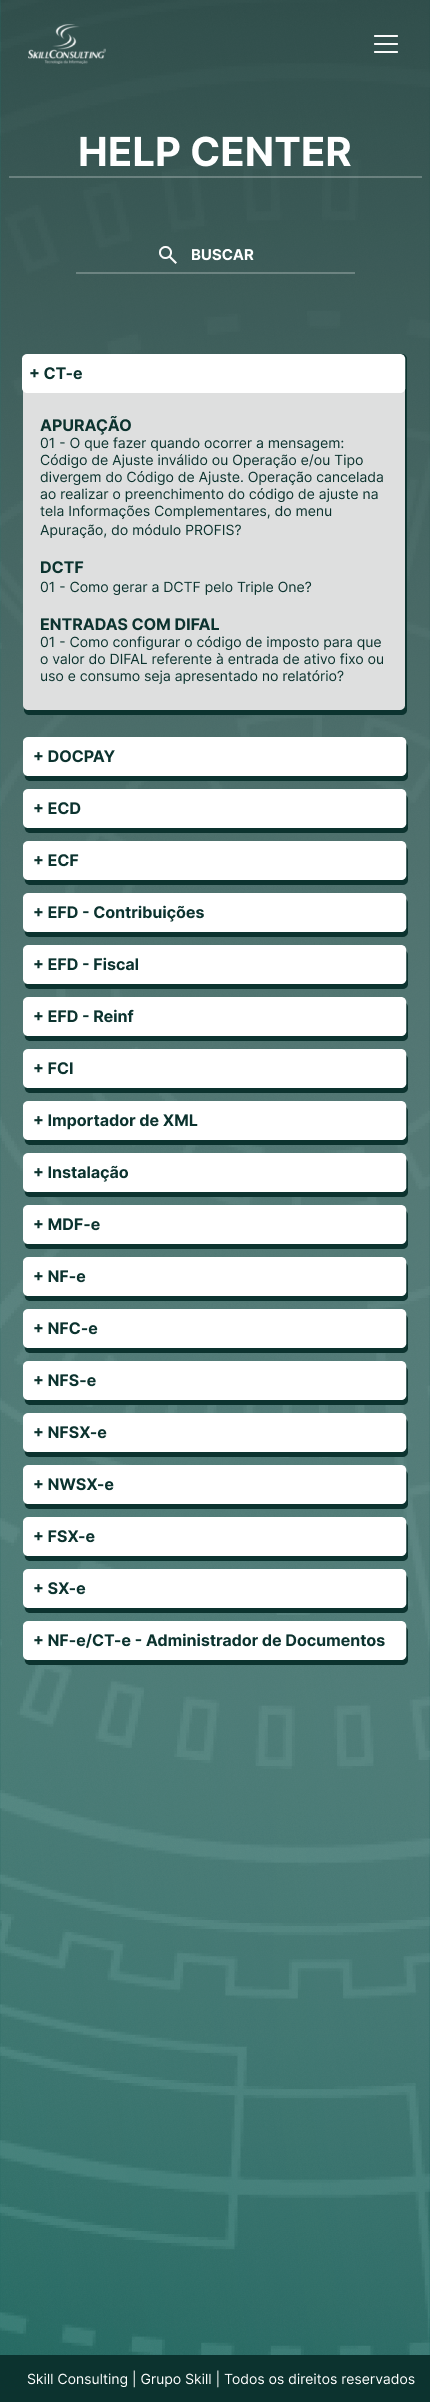 SKILLCONSULTING
Tecnologia da Informação
HELP CENTER
BUSCAR
+ CT-e
APURAÇÃO
01 - O que fazer quando ocorrer a mensagem:
Código de Ajuste inválido ou Operação e/ou Tipo
divergem do Código de Ajuste. Operação cancelada
ao realizar o preenchimento do código de ajuste na
tela Informações Complementares, do menu
Apuração, do módulo PROFIS?
DCTF
01 - Como gerar a DCTF pelo Triple One?
ENTRADAS COM DIFAL
01 - Como configurar o código de imposto para que
o valor do DIFAL referente à entrada de ativo fixo ou
uso e consumo seja apresentado no relatório?
+ DOCPAY
+ ECD
+ ECF
+ EFD - Contribuições
+ EFD - Fiscal
+ EFD - Reinf
+ FCI
+ Importador de XML
+ Instalação
+ MDF-e
+ NF-e
+ NFC-e
+ NFS-e
+ NFSX-e
+ NWSX-e
+ FSX-e
+ SX-e
+ NF-e/CT-e - Administrador de Documentos
Skill Consulting | Grupo Skill | Todos os direitos reservados